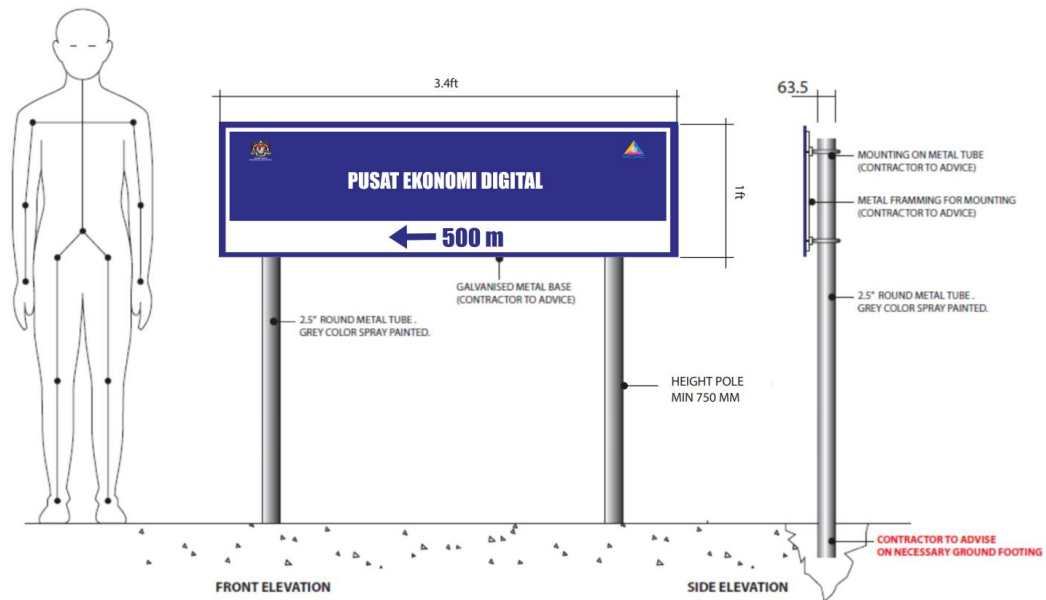 3.4ft
63.5
PUSAT EKONOMI DIGITAL
500 m
1ft
MOUNTING ON METAL TUBE
(CONTRACTOR TO ADVICE)
METAL FRAMMING FOR MOUNTING
(CONTRACTOR TO ADVICE)
GALVANISED METAL BASE
(CONTRACTOR TO ADVICE)
2.5" ROUND METAL TUBE .
GREY COLOR SPRAY PAINTED.
2.5" ROUND METAL TUBE .
GREY COLOR SPRAY PAINTED.
HEIGHT POLE
MIN 750 MM
CONTRACTOR TO ADVISE
ON NECESSARY GROUND FOOTING
FRONT ELEVATION
SIDE ELEVATION